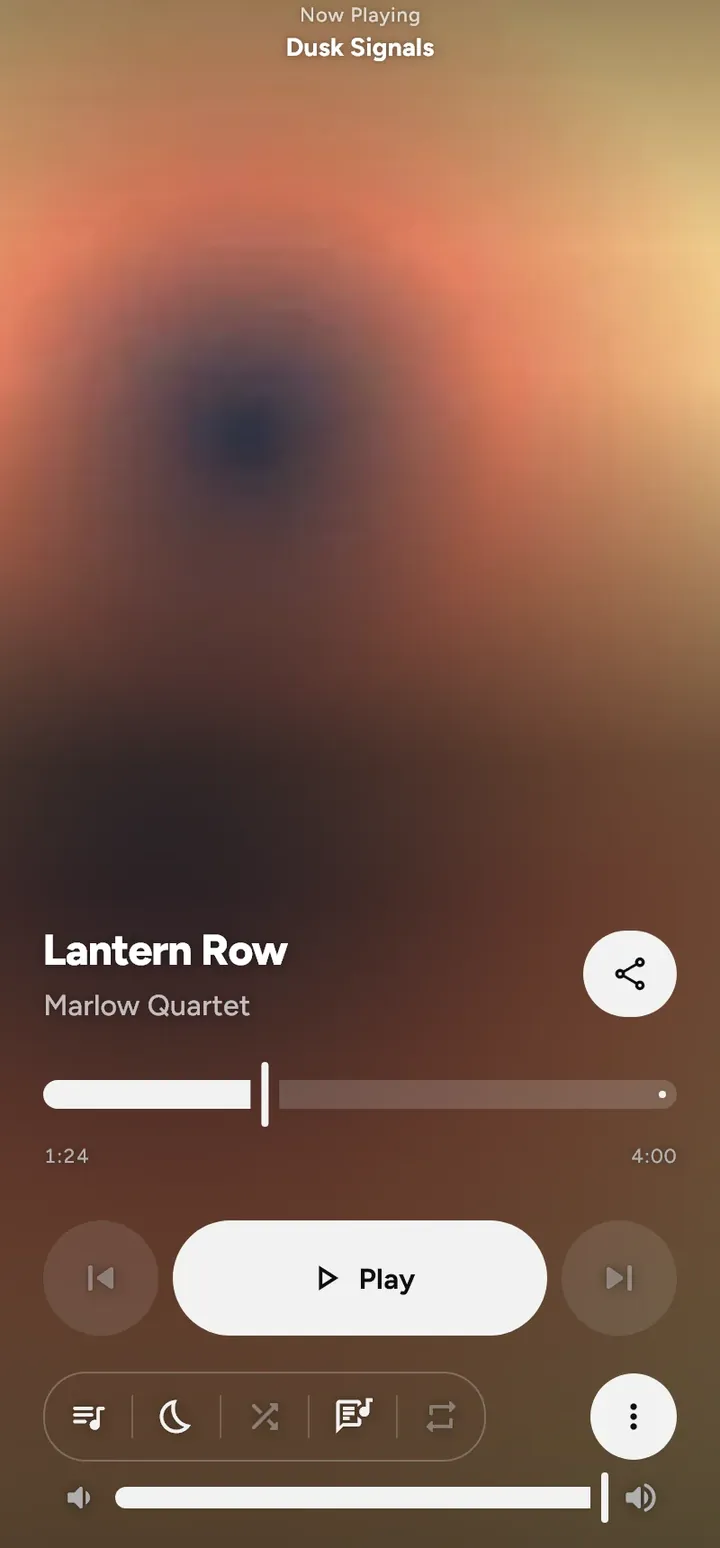 Now Playing
Dusk Signals
Lantern Row
Marlow Quartet
1:24
4:00
Play